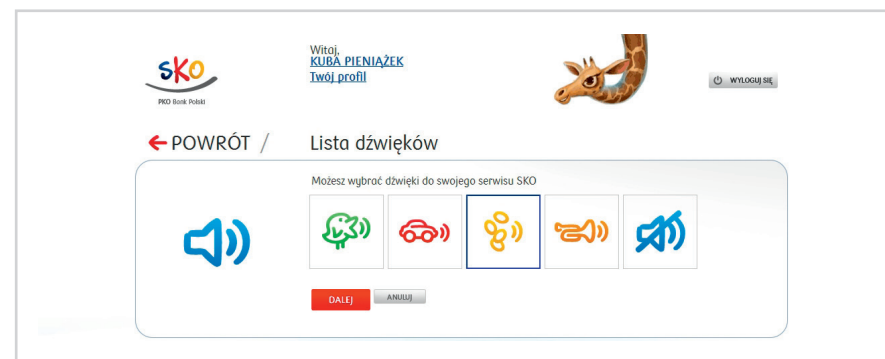 sko
PKO Bank Polski
Witaj,
KUBA PIENIĄŻEK
Twój profil
WYLOGUJ SIĘ
POWRÓT /
Lista dźwięków
Możesz wybrać dźwięki do swojego serwisu SKO
DALEJ
ANULUJ